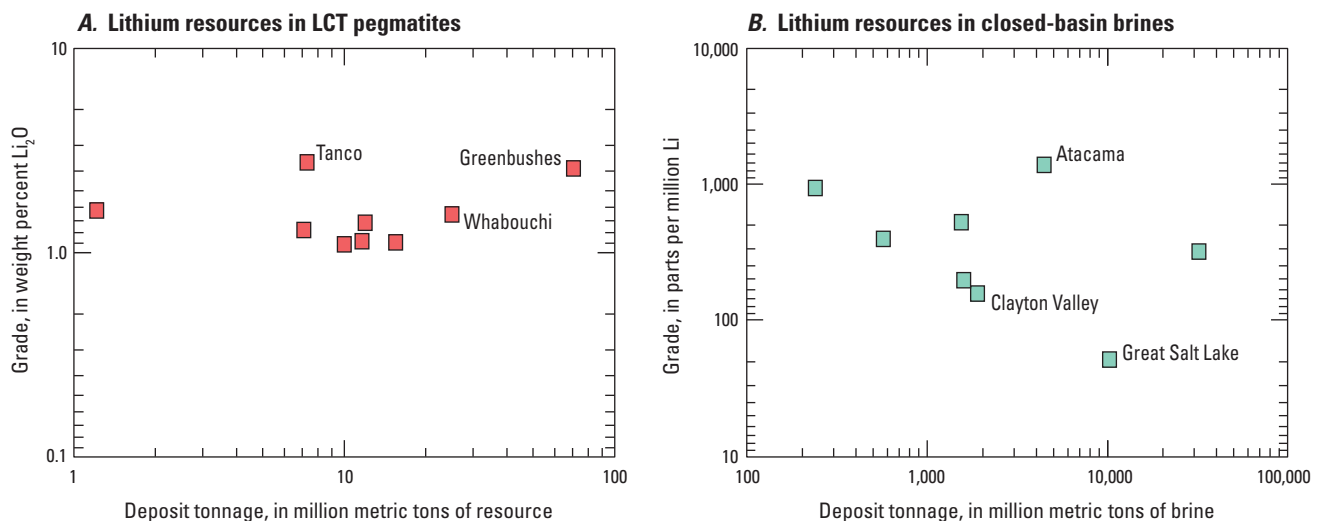 A. Lithium resources in LCT pegmatites
10
1.0
0.1
Grade, in weight percent Li₂O
Tanco
Greenbushes
Whabouchi
1
10
100
Deposit tonnage, in million metric tons of resource
B. Lithium resources in closed-basin brines
10,000
1,000
100
10
Grade, in parts per million Li
Atacama
Clayton Valley
Great Salt Lake
100
1,000
10,000
100,000
Deposit tonnage, in million metric tons of brine